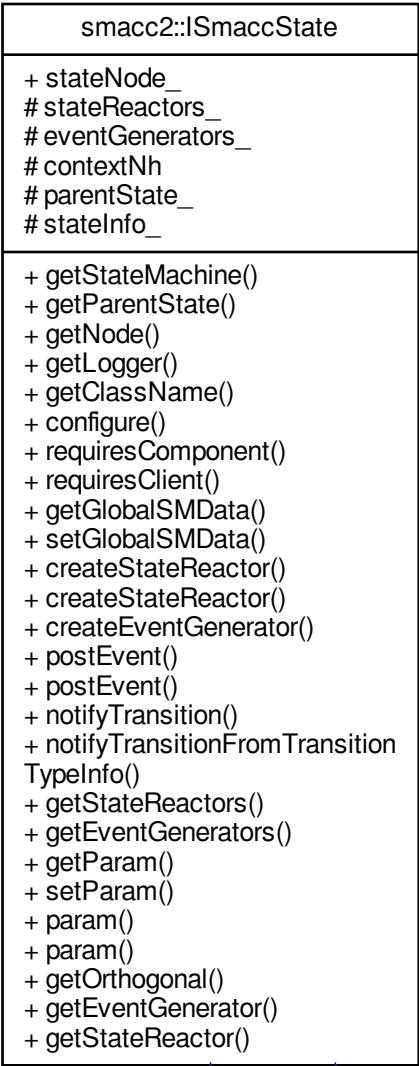 smacc2::ISmaccState
+ stateNode_
# stateReactors_
# eventGenerators_
# contextNh
# parentState_
# stateInfo_
+ getStateMachine()
+ getParentState()
+ getNode()
+ getLogger()
+ getClassName()
+ configure()
+ requiresComponent()
+ requiresClient()
+ getGlobalSMData()
+ setGlobalSMData()
+ createStateReactor()
+ createStateReactor()
+ createEventGenerator()
+ postEvent()
+ postEvent()
+ notifyTransition()
+ notifyTransitionFromTransition
TypeInfo()
+ getStateReactors()
+ getEventGenerators()
+ getParam()
+ setParam()
+ param()
+ param()
+ getOrthogonal()
+ getEventGenerator()
+ getStateReactor()